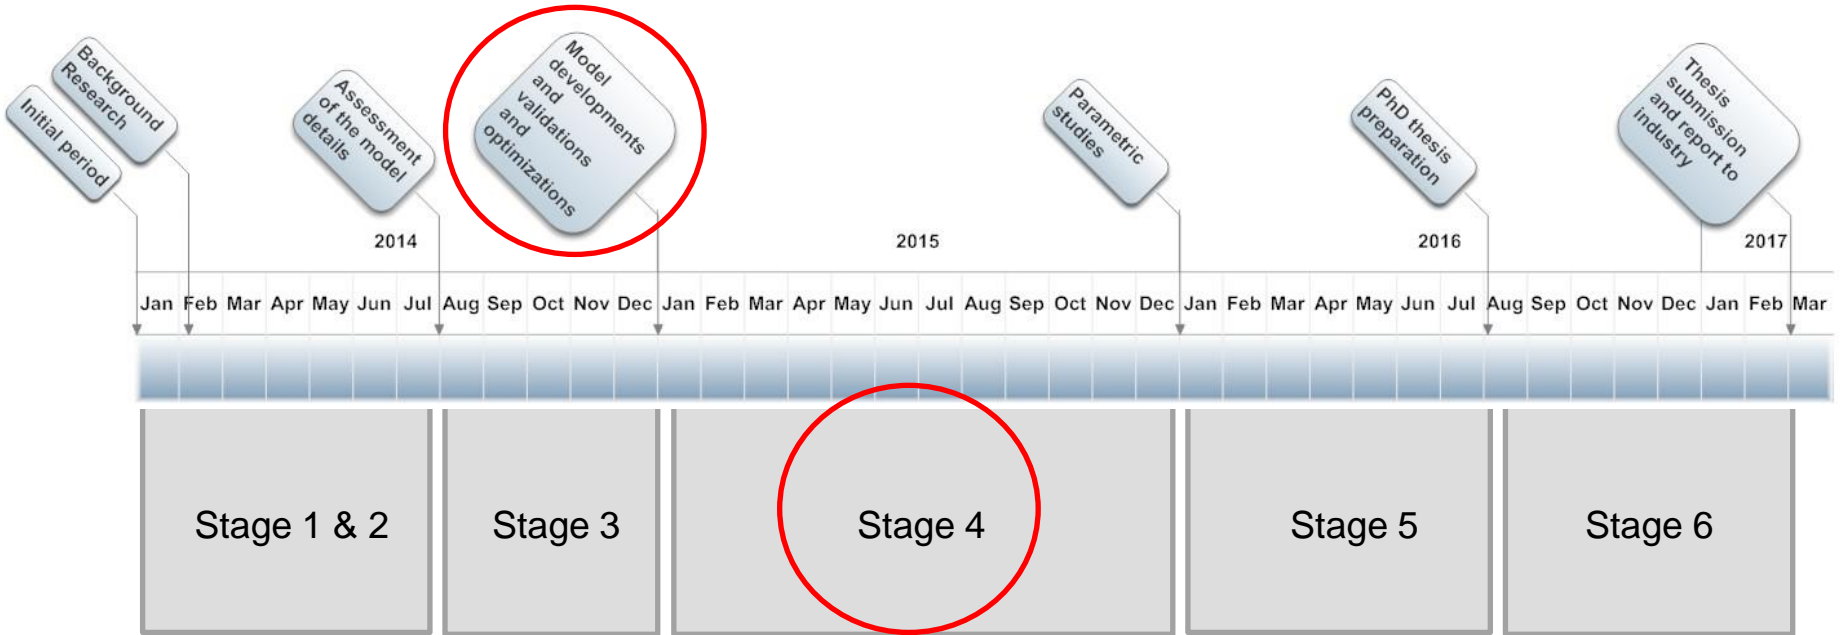 Initial period
Background
Research
Assessment
of the model
details
Model
developments
and
validations
and
optimizations
Parametric
studies
PhD thesis
preparation
Thesis
submission
and report to
industry
2014 2015 2016 2017
Jan Feb Mar Apr May Jun Jul Aug Sep Oct Nov Dec Jan Feb Mar Apr May Jun Jul Aug Sep Oct Nov Dec Jan Feb Mar Apr May Jun Jul Aug Sep Oct Nov Dec Jan Feb Mar
Stage 1 & 2 Stage 3 Stage 4 Stage 5 Stage 6